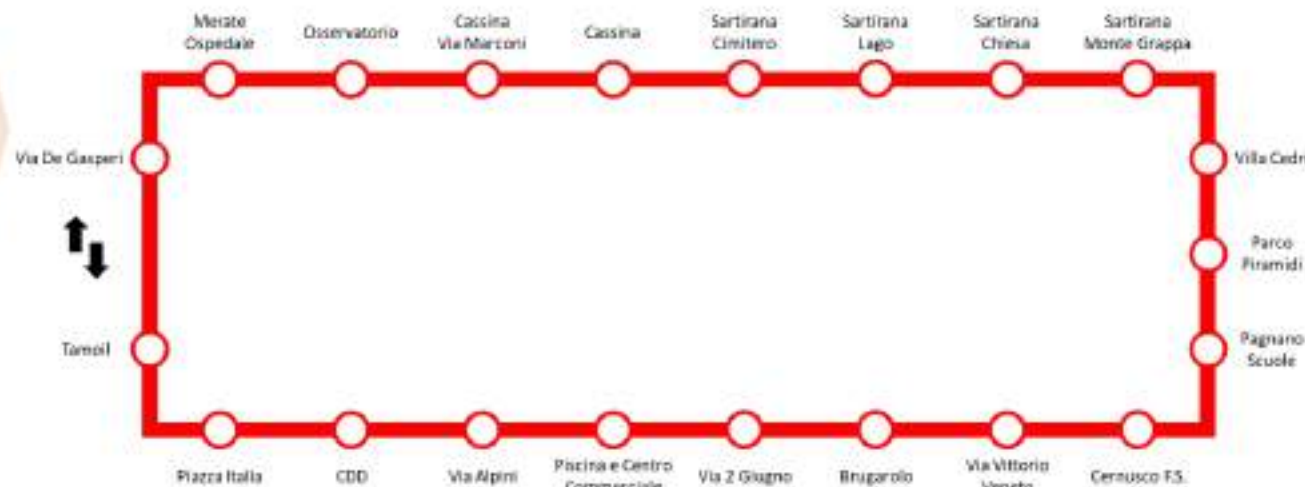 Merate
Ospedale
Osservatorio
Cassina
Via Marconi
Cassina
Sartirana
Cimitero
Sartirana
Lago
Sartirana
Chiesa
Sartirana
Monte Grappa
Via De Gasperi
Villa Cedri
Parco
Piramidi
Tamoil
Pagnano
Scuole
Piazza Italia
CDD
Via Alpini
Piscina e Centro
Commerciale
Via 2 Giugno
Brugarolo
Via Vittorio
Veneto
Cernusco F.S.